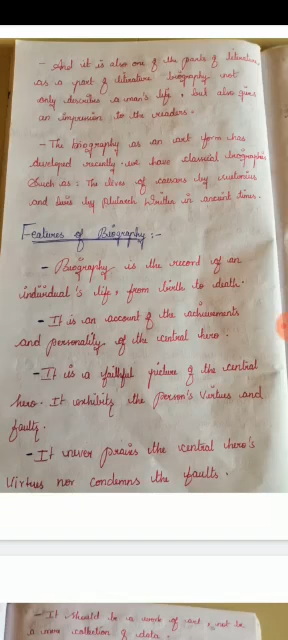 - And it is also one of the parts of literature
as a part of literature biography not
only describes a man's life, but also gives
an impression to the readers.
- The biography as an art form has
developed recently. we have classical biographies
Such as: The lives of caesars by suetonius
and lives by plutarch written in ancient times.
Features of Biography :-
- Biography is the record of an
individual's life, from birth to death.
- It is an account of the achievements
and personality of the central hero.
- It is a faithful picture of the central
hero. It exhibits the person's virtues and
faults.
- It never praises the central hero's
virtues nor condemns the faults.
- It should be a work of art, not be
a mere collection of data.